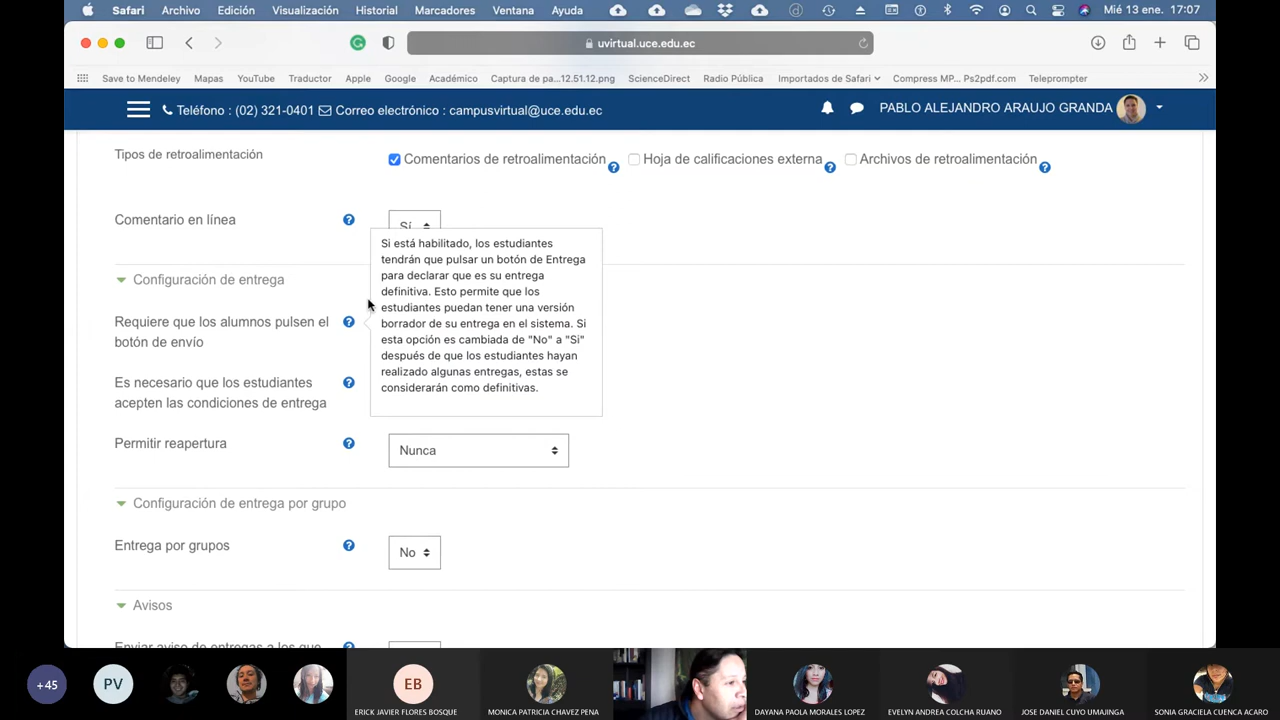 Safari Archivo Edición Visualización Historial Marcadores Ventana Ayuda Mié 13 ene. 17:07
uvirtual.uce.edu.ec
Save to Mendeley Mapas YouTube Traductor Apple Google Académico Captura de pa...12.51.12.png ScienceDirect Radio Pública Importados de Safari Compress MP... Ps2pdf.com Teleprompter
Teléfono : (02) 321-0401 Correo electrónico : campusvirtual@uce.edu.ec PABLO ALEJANDRO ARAUJO GRANDA
Tipos de retroalimentación Comentarios de retroalimentación Hoja de calificaciones externa Archivos de retroalimentación
Comentario en línea Sí
Si está habilitado, los estudiantes
tendrán que pulsar un botón de Entrega
para declarar que es su entrega
definitiva. Esto permite que los
estudiantes puedan tener una versión
borrador de su entrega en el sistema. Si
esta opción es cambiada de "No" a "Si"
después de que los estudiantes hayan
realizado algunas entregas, estas se
considerarán como definitivas.
Configuración de entrega
Requiere que los alumnos pulsen el
botón de envío
Es necesario que los estudiantes
acepten las condiciones de entrega
Permitir reapertura Nunca
Configuración de entrega por grupo
Entrega por grupos No
Avisos
Enviar aviso de entregas a los que
+45 PV EB
ERICK JAVIER FLORES BOSQUE MONICA PATRICIA CHAVEZ PENA DAYANA PAOLA MORALES LOPEZ EVELYN ANDREA COLCHA RUANO JOSE DANIEL CUYO UMAJINGA SONIA GRACIELA CUENCA ACARO